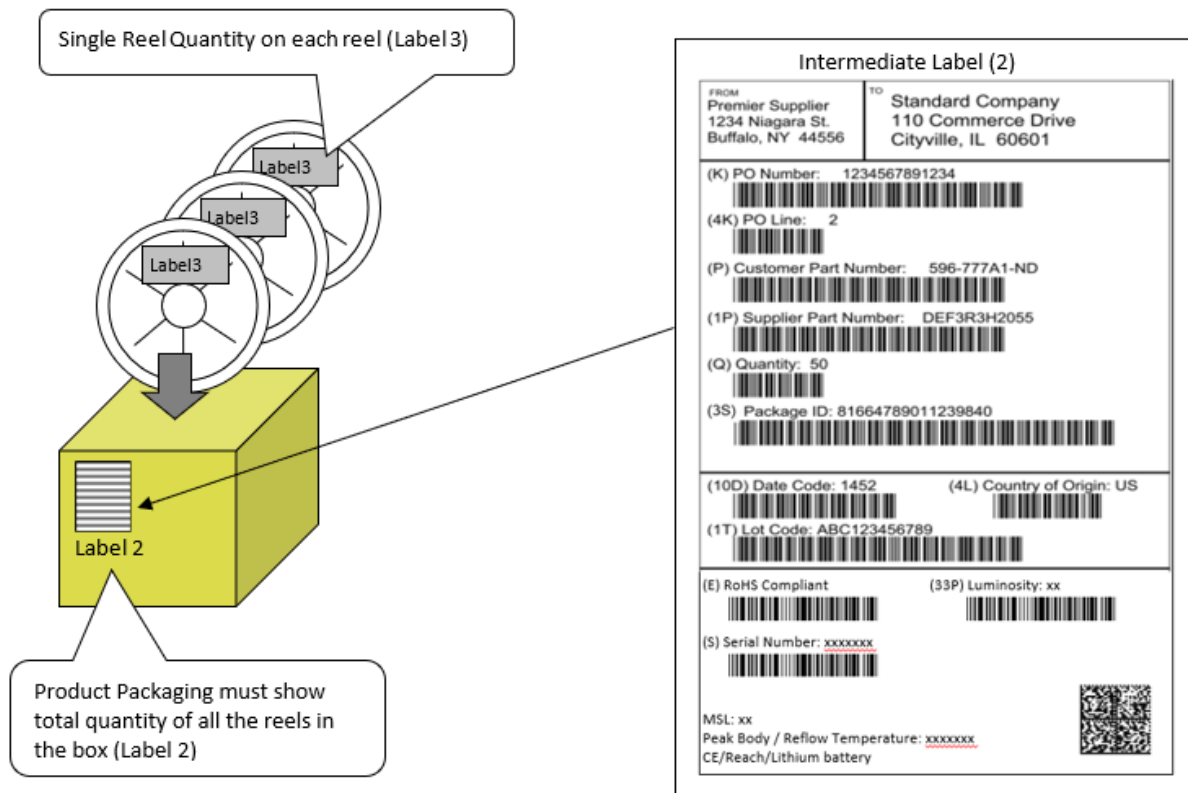 Single Reel Quantity on each reel (Label 3)
Label3
Label3
Label3
Label 2
Product Packaging must show
total quantity of all the reels in
the box (Label 2)
Intermediate Label (2)
FROM
Premier Supplier
1234 Niagara St.
Buffalo, NY 44556
TO
Standard Company
110 Commerce Drive
Cityville, IL 60601
(K) PO Number: 1234567891234
(4K) PO Line: 2
(P) Customer Part Number: 596-777A1-ND
(1P) Supplier Part Number: DEF3R3H2055
(Q) Quantity: 50
(3S) Package ID: 81664789011239840
(10D) Date Code: 1452 (4L) Country of Origin: US
(1T) Lot Code: ABC123456789
(E) RoHS Compliant (33P) Luminosity: xx
(S) Serial Number: xxxxxxx
MSL: xx
Peak Body / Reflow Temperature: xxxxxxx
CE/Reach/Lithium battery